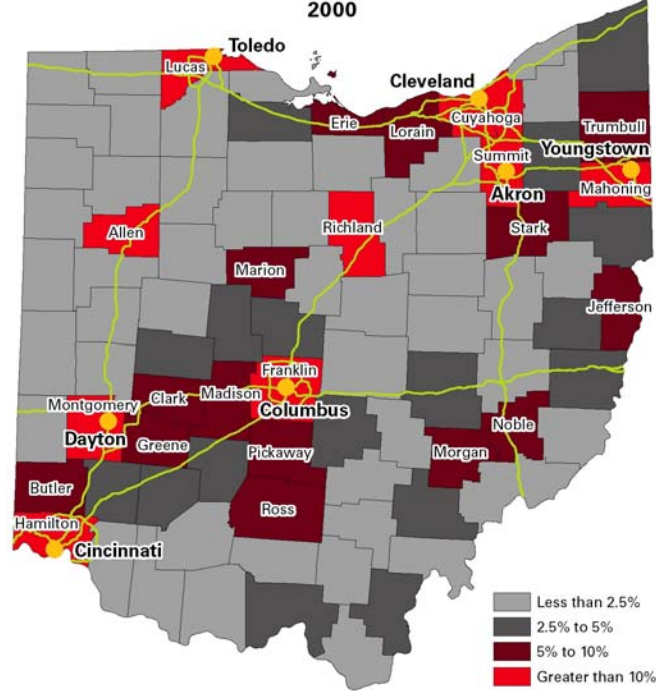 2000
Toledo
Lucas
Cleveland
Cuyahoga
Erie
Lorain
Trumbull
Summit
Youngstown
Akron
Mahoning
Allen
Richland
Stark
Marion
Jefferson
Franklin
Clark
Madison
Columbus
Montgomery
Dayton
Greene
Pickaway
Morgan
Noble
Butler
Ross
Hamilton
Cincinnati
Less than 2.5%
2.5% to 5%
5% to 10%
Greater than 10%